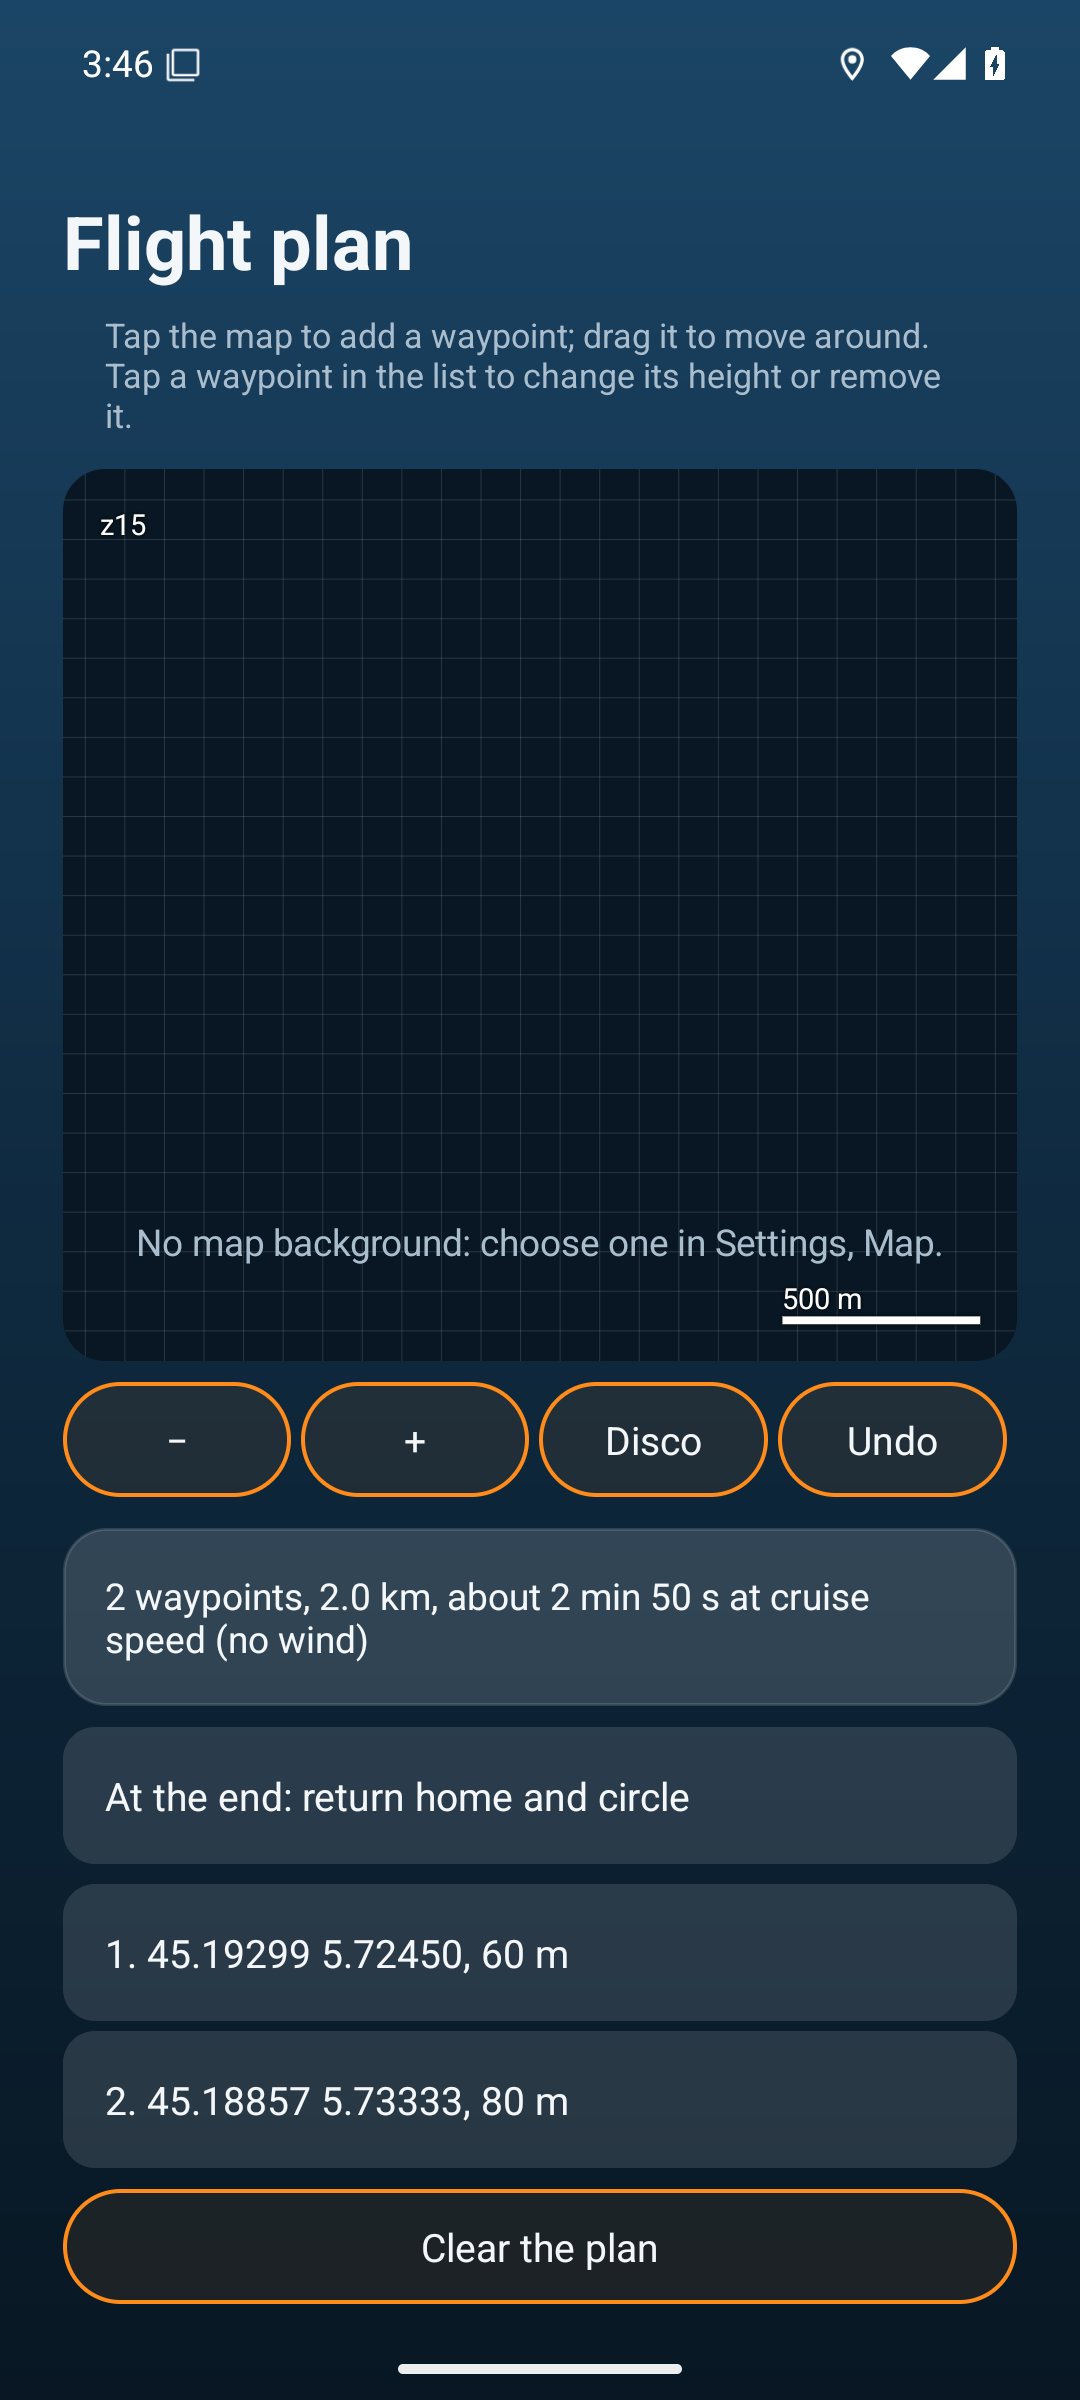 3:46
Flight plan
Tap the map to add a waypoint; drag it to move around.
Tap a waypoint in the list to change its height or remove
it.
z15
No map background: choose one in Settings, Map.
500 m
− + Disco Undo
2 waypoints, 2.0 km, about 2 min 50 s at cruise
speed (no wind)
At the end: return home and circle
1. 45.19299 5.72450, 60 m
2. 45.18857 5.73333, 80 m
Clear the plan